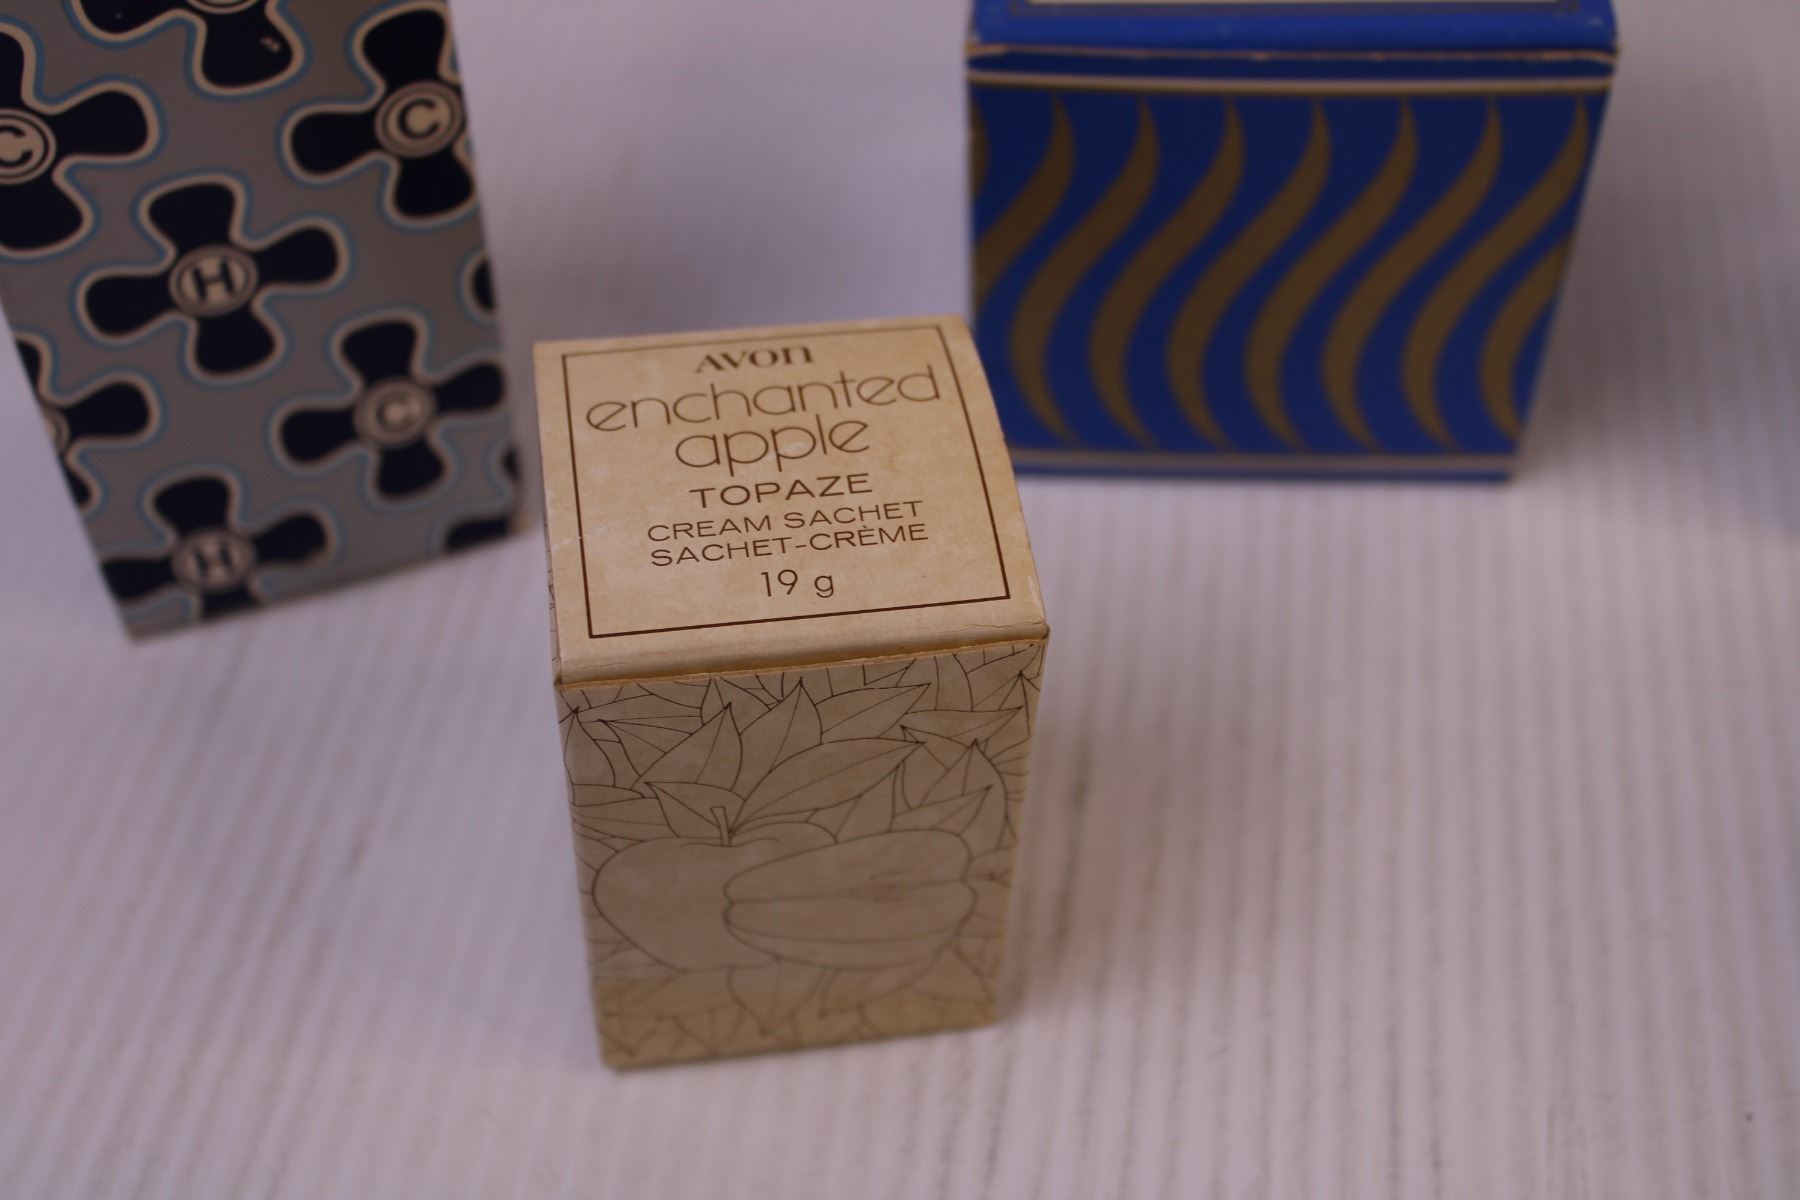 AVON
enchanted
apple
TOPAZE
CREAM SACHET
SACHET-CRÈME
19 g
C
C
H
C
H